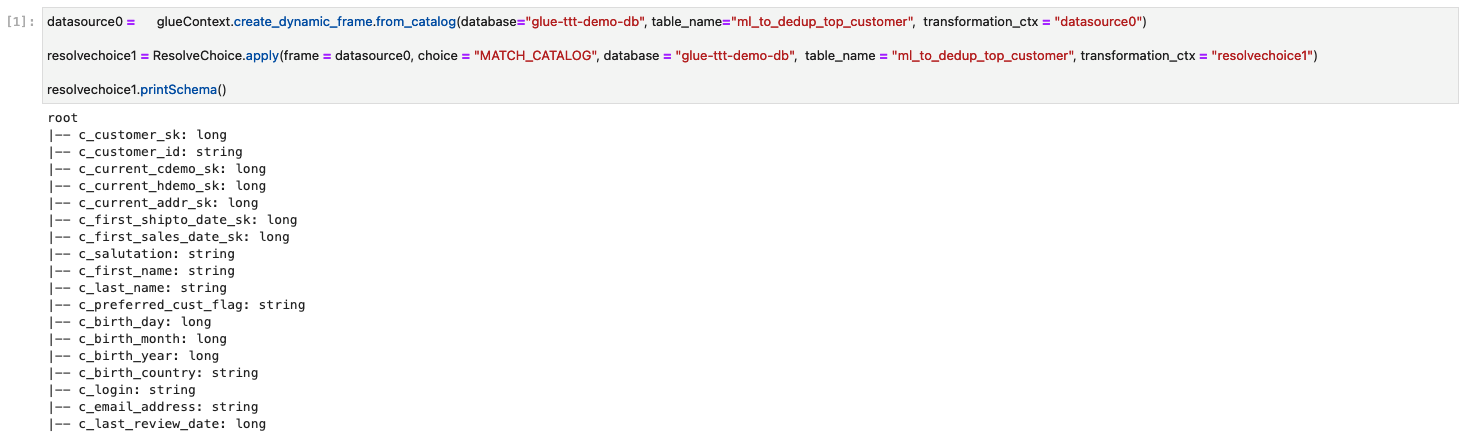 [1]: datasource0 = glueContext.create_dynamic_frame.from_catalog(database="glue-ttt-demo-db", table_name="ml_to_dedup_top_customer", transformation_ctx = "datasource0")
resolvechoice1 = ResolveChoice.apply(frame = datasource0, choice = "MATCH_CATALOG", database = "glue-ttt-demo-db", table_name = "ml_to_dedup_top_customer", transformation_ctx = "resolvechoice1")
resolvechoice1.printSchema()
root
|-- c_customer_sk: long
|-- c_customer_id: string
|-- c_current_cdemo_sk: long
|-- c_current_hdemo_sk: long
|-- c_current_addr_sk: long
|-- c_first_shipto_date_sk: long
|-- c_first_sales_date_sk: long
|-- c_salutation: string
|-- c_first_name: string
|-- c_last_name: string
|-- c_preferred_cust_flag: string
|-- c_birth_day: long
|-- c_birth_month: long
|-- c_birth_year: long
|-- c_birth_country: string
|-- c_login: string
|-- c_email_address: string
|-- c_last_review_date: long